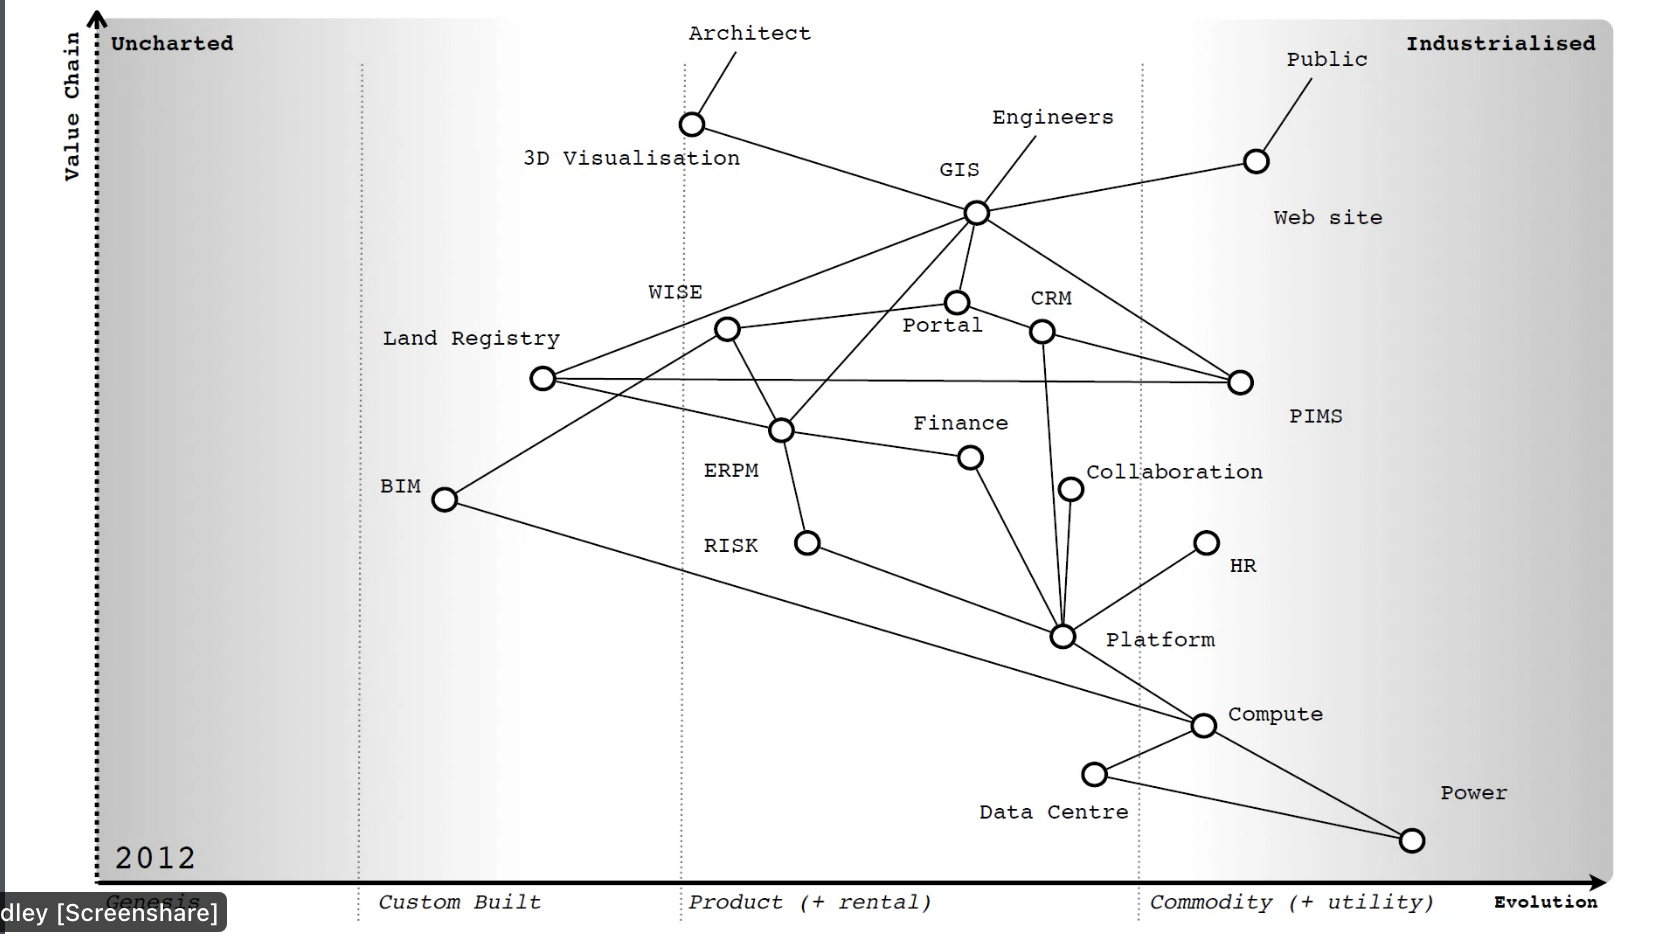 Architect
Uncharted
Industrialised
Public
Value Chain
Engineers
3D Visualisation
GIS
Web site
WISE
CRM
Portal
Land Registry
PIMS
Finance
ERPM
Collaboration
BIM
RISK
HR
Platform
Compute
Power
Data Centre
2012
Genesis
Custom Built
Product (+ rental)
Commodity (+ utility)
Evolution
dley [Screenshare]